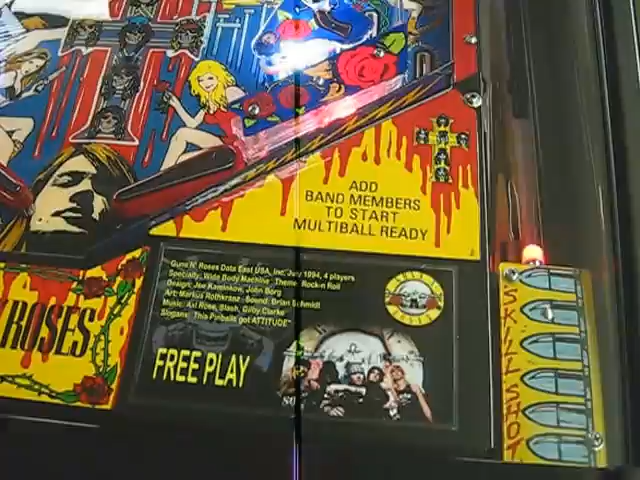 ADD
BAND MEMBERS
TO START
MULTIBALL READY
Guns N' Roses Data East USA, Inc, July 1994, 4 players
Specialty: Wide Body Machine Theme: Rock n Roll
Design: Joe Kaminkow, John Borg
Art: Markus Rothkranz Sound: Brian Schmidt
Music: Axl Rose, Slash, Gilby Clarke
Slogans: "This Pinball's got ATTITUDE"
FREE PLAY
ROSES
SKILL SHOT